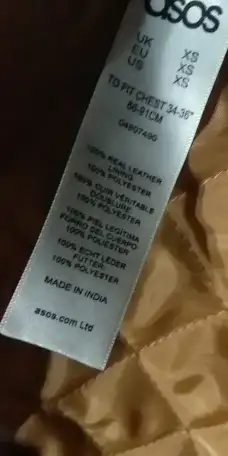 asos
UK XS
EU XS
US XS
TO FIT CHEST 34-36"
86-91CM
04907490
100% REAL LEATHER
LINING
100% POLYESTER
100% CUIR VÉRITABLE
DOUBLURE
100% POLYESTER
100% PIEL LEGÍTIMA
FORRO DEL CUERPO
100% POLIÉSTER
100% ECHT LEDER
FUTTER:
100% POLYESTER
MADE IN INDIA
asos.com Ltd